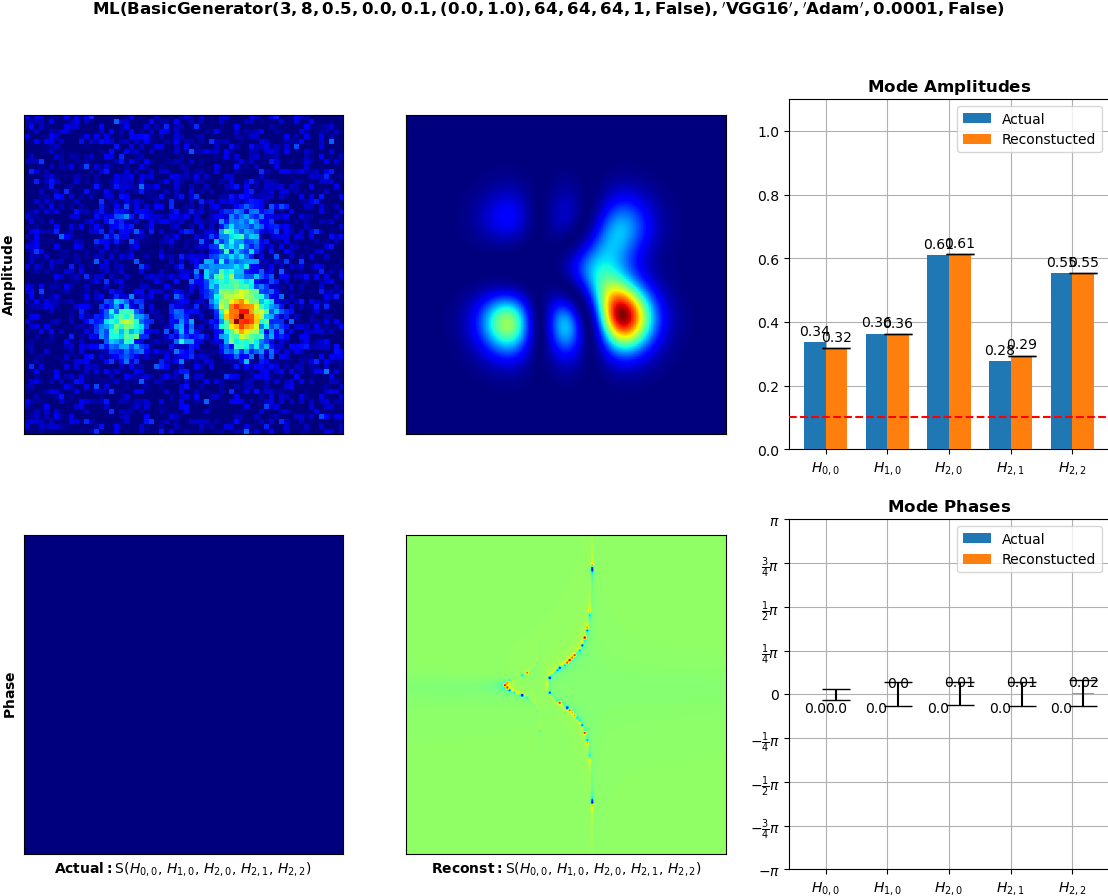 ML(BasicGenerator(3, 8, 0.5, 0.0, 0.1, (0.0, 1.0), 64, 64, 64, 1, False), ′VGG16′, ′Adam′, 0.0001, False)
Amplitude
Mode Amplitudes
Actual
Reconstucted
1.0
0.8
0.6
0.4
0.2
0.0
0.34
0.32
0.36
0.36
0.61
0.61
0.28
0.29
0.55
0.55
H0,0
H1,0
H2,0
H2,1
H2,2
Phase
Actual: S(H0,0, H1,0, H2,0, H2,1, H2,2)
Reconst: S(H0,0, H1,0, H2,0, H2,1, H2,2)
Mode Phases
Actual
Reconstucted
π
3/4π
1/2π
1/4π
0
−1/4π
−1/2π
−3/4π
−π
0.0
0.0
0.0
0.0
0.0
0.01
0.0
0.01
0.0
0.02
H0,0
H1,0
H2,0
H2,1
H2,2